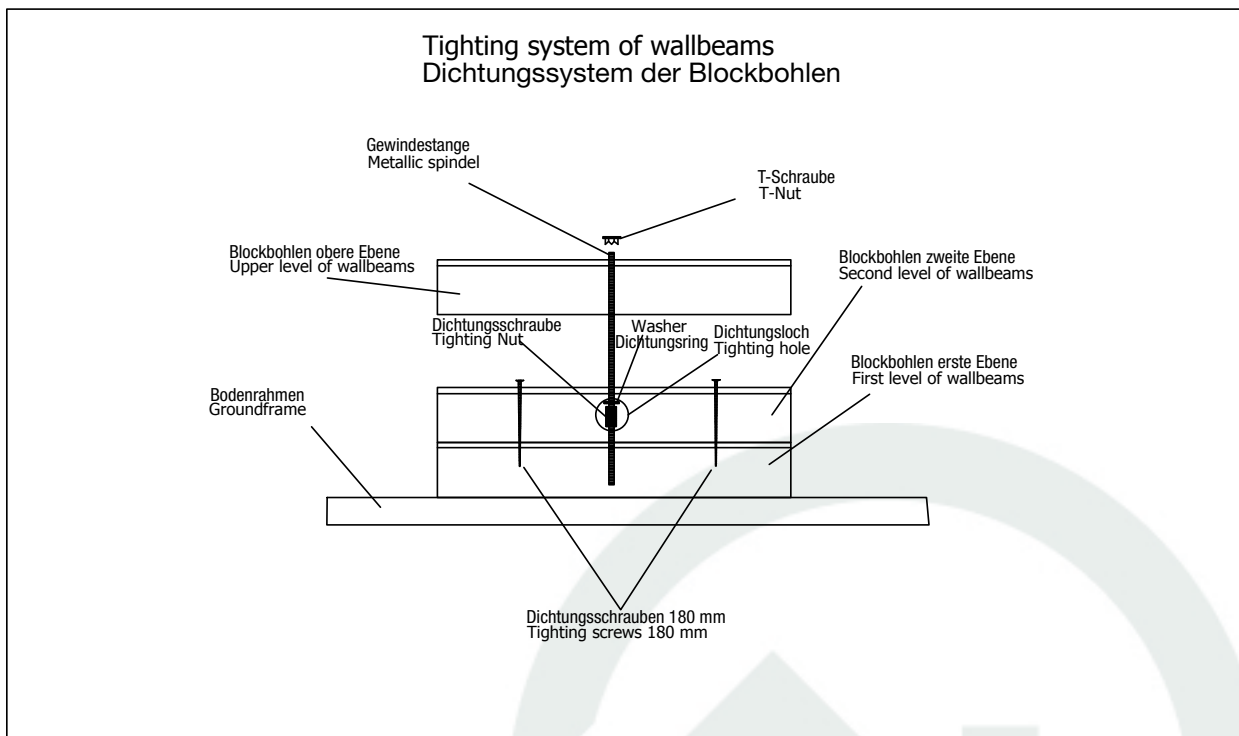 Tighting system of wallbeams
Dichtungssystem der Blockbohlen
Gewindestange
Metallic spindel
T-Schraube
T-Nut
Blockbohlen obere Ebene
Upper level of wallbeams
Blockbohlen zweite Ebene
Second level of wallbeams
Dichtungsschraube
Tighting Nut
Washer
Dichtungsring
Dichtungsloch
Tighting hole
Blockbohlen erste Ebene
First level of wallbeams
Bodenrahmen
Groundframe
Dichtungsschrauben 180 mm
Tighting screws 180 mm